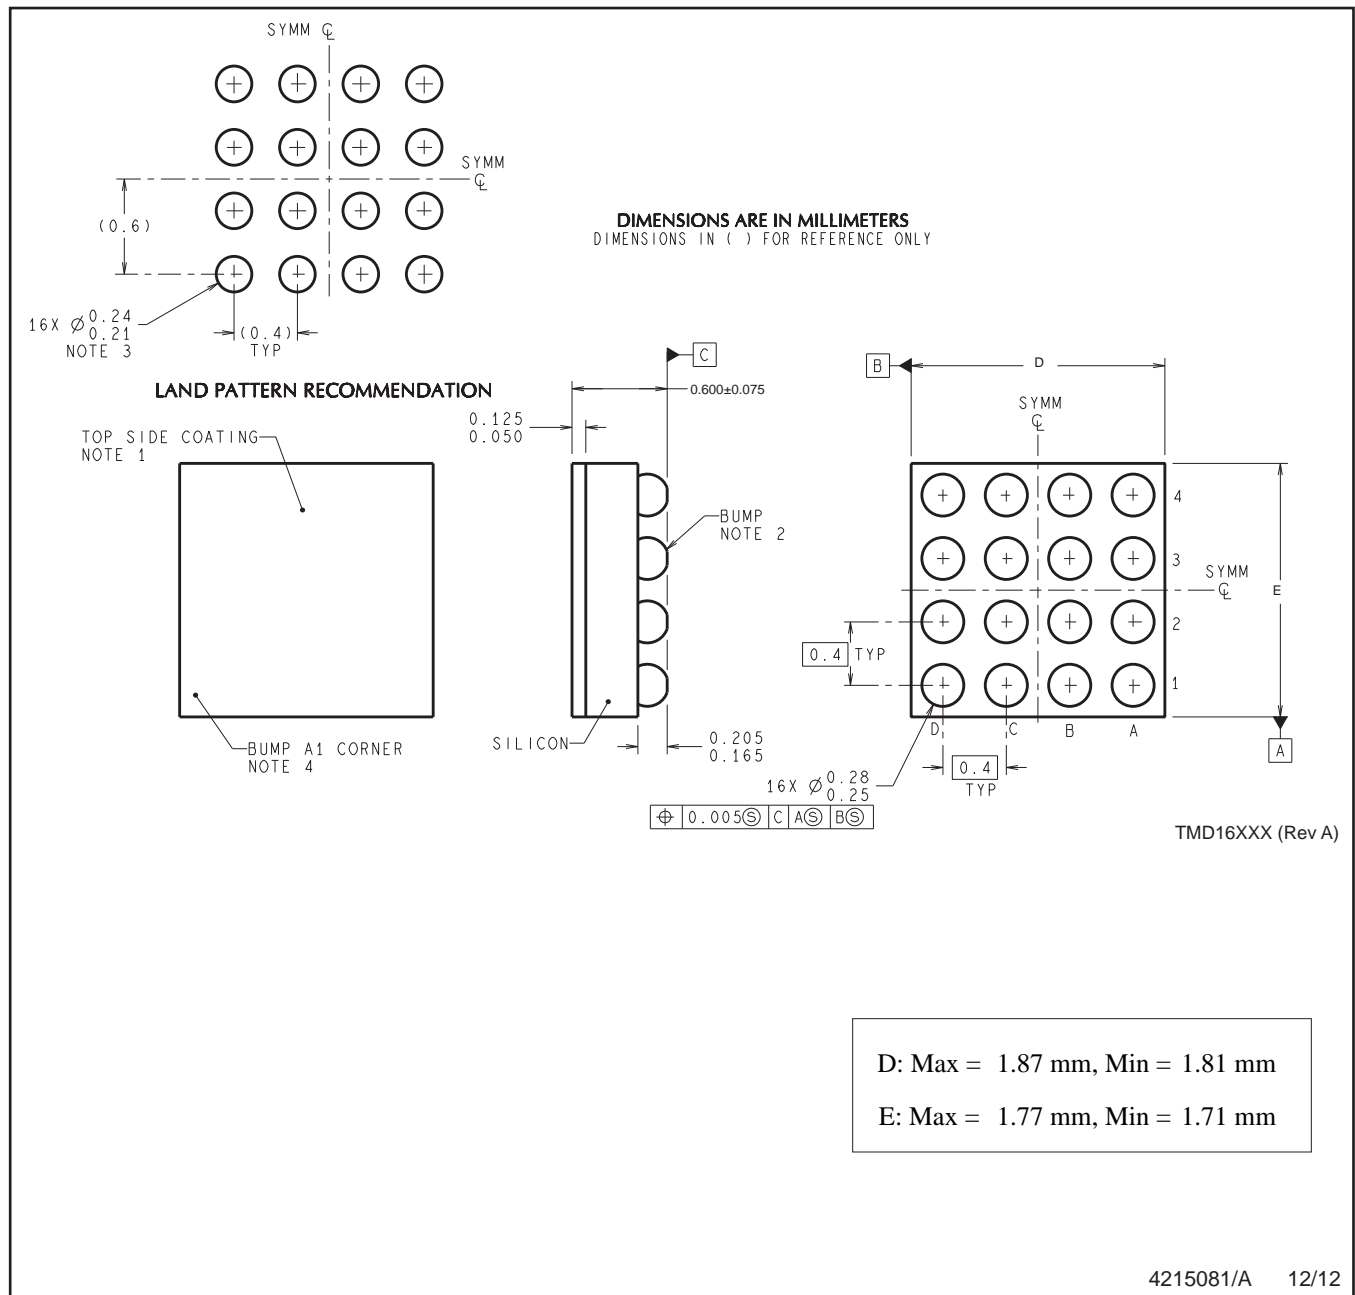 SYMM ℄
SYMM
℄
(0.6)
DIMENSIONS ARE IN MILLIMETERS
DIMENSIONS IN ( ) FOR REFERENCE ONLY
16X ⌀ 0.24
0.21
NOTE 3
(0.4)
TYP
LAND PATTERN RECOMMENDATION
C
0.600±0.075
B
D
SYMM
℄
0.125
0.050
TOP SIDE COATING
NOTE 1
BUMP
NOTE 2
4
3
SYMM
℄
E
2
0.4 TYP
1
D
C
B
A
A
BUMP A1 CORNER
NOTE 4
SILICON
0.205
0.165
16X ⌀ 0.28
0.25
0.4
TYP
⌖ 0.005Ⓢ C AⓈ BⓈ
TMD16XXX (Rev A)
D: Max = 1.87 mm, Min = 1.81 mm
E: Max = 1.77 mm, Min = 1.71 mm
4215081/A 12/12